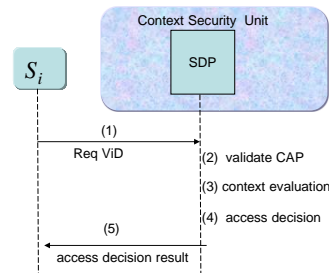 Context Security Unit
S_i
SDP
(1)
Req ViD
(2) validate CAP
(3) context evaluation
(4) access decision
(5)
access decision result